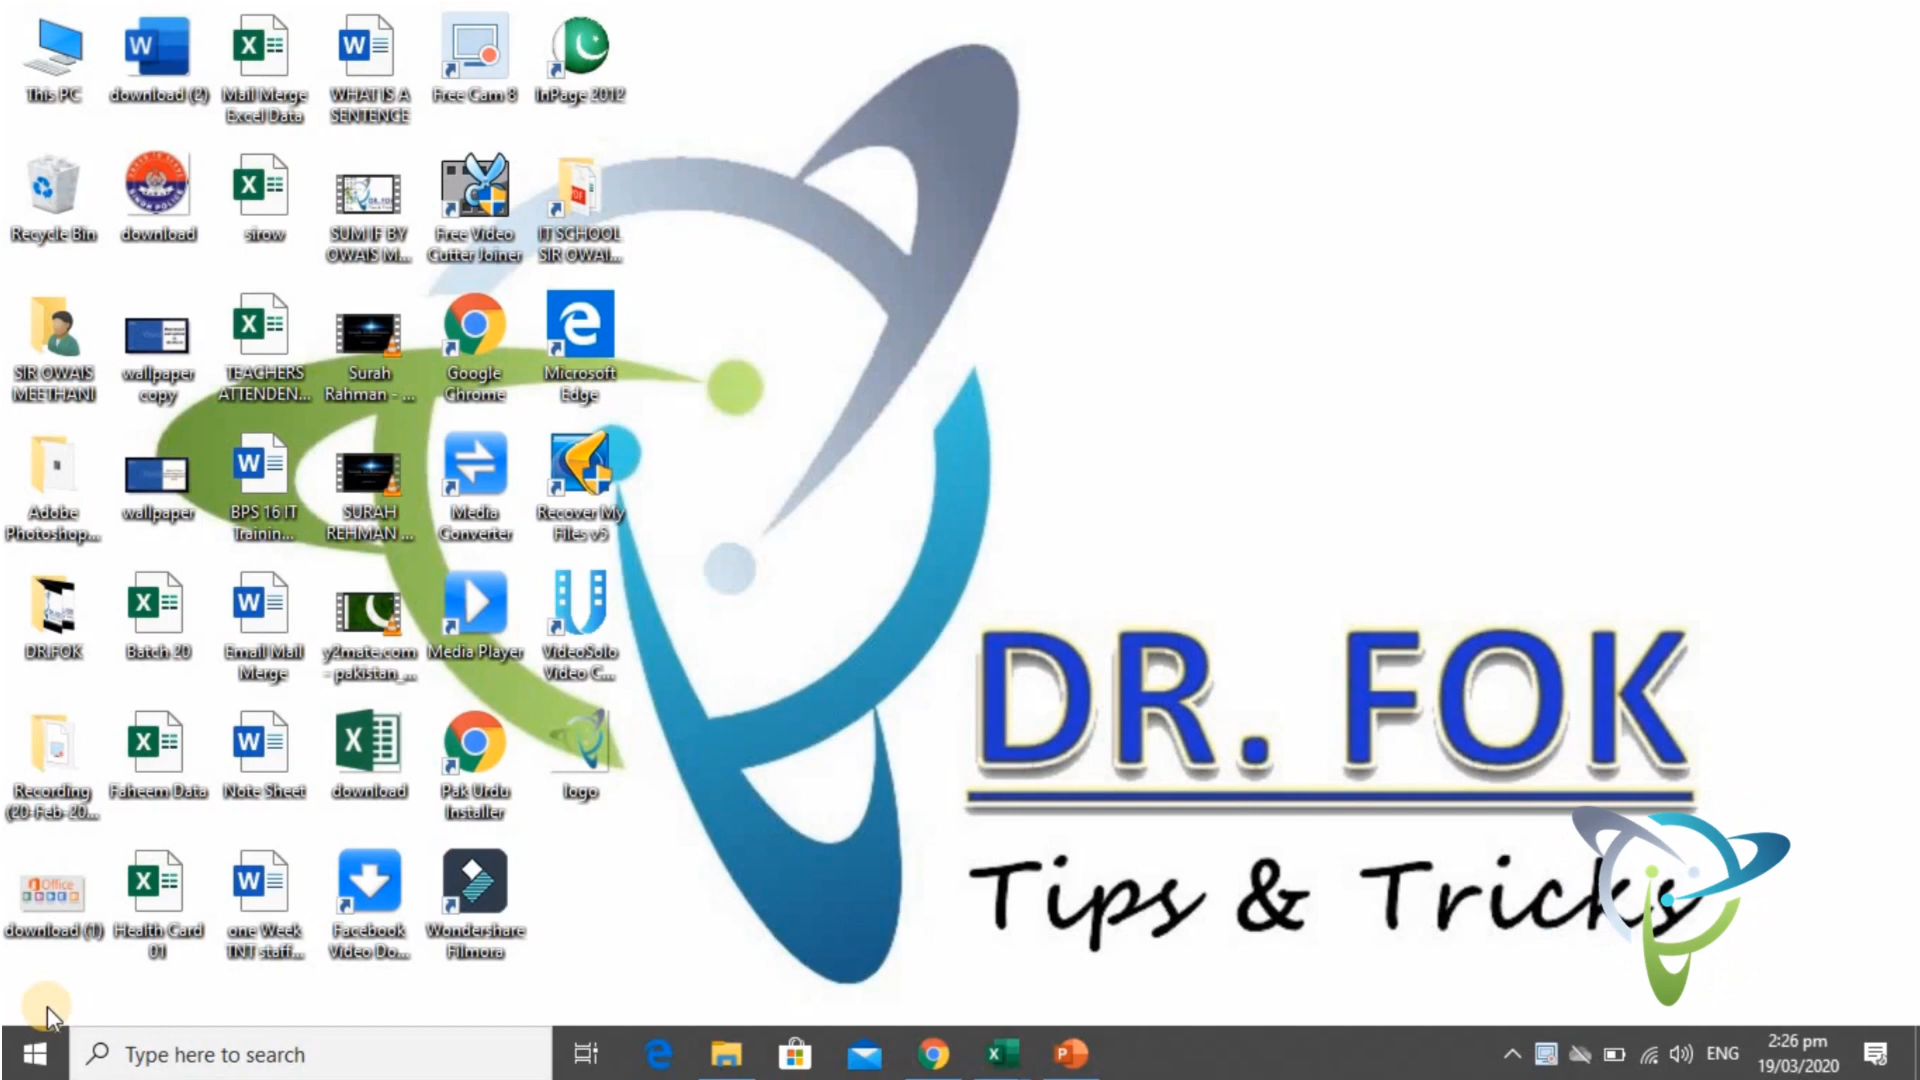 This PC
download (2)
Mail Merge
Excel Data
WHAT IS A
SENTENCE
Free Cam 8
InPage 2012
Recycle Bin
download
sirow
SUM IF BY
OWAIS M...
Free Video
Cutter Joiner
IT SCHOOL
SIR OWAI...
SIR OWAIS
MEETHANI
wallpaper
copy
TEACHERS
ATTENDEN...
Surah
Rahman - ...
Google
Chrome
Microsoft
Edge
Adobe
Photoshop...
wallpaper
BPS 16 IT
Trainin...
SURAH
REHMAN ...
Media
Converter
Recover My
Files v5
DR.FOK
Batch 20
Email Mail
Merge
y2mate.com
- pakistan_...
Media Player
VideoSolo
Video C...
Recording
(20-Feb-20...
Faheem Data
Note Sheet
download
Pak Urdu
Installer
logo
Office
download (1)
Health Card
01
one Week
TNT staff...
Facebook
Video Do...
Wondershare
Filmora
DR. FOK
Tips & Tricks
Type here to search
ENG
2:26 pm
19/03/2020